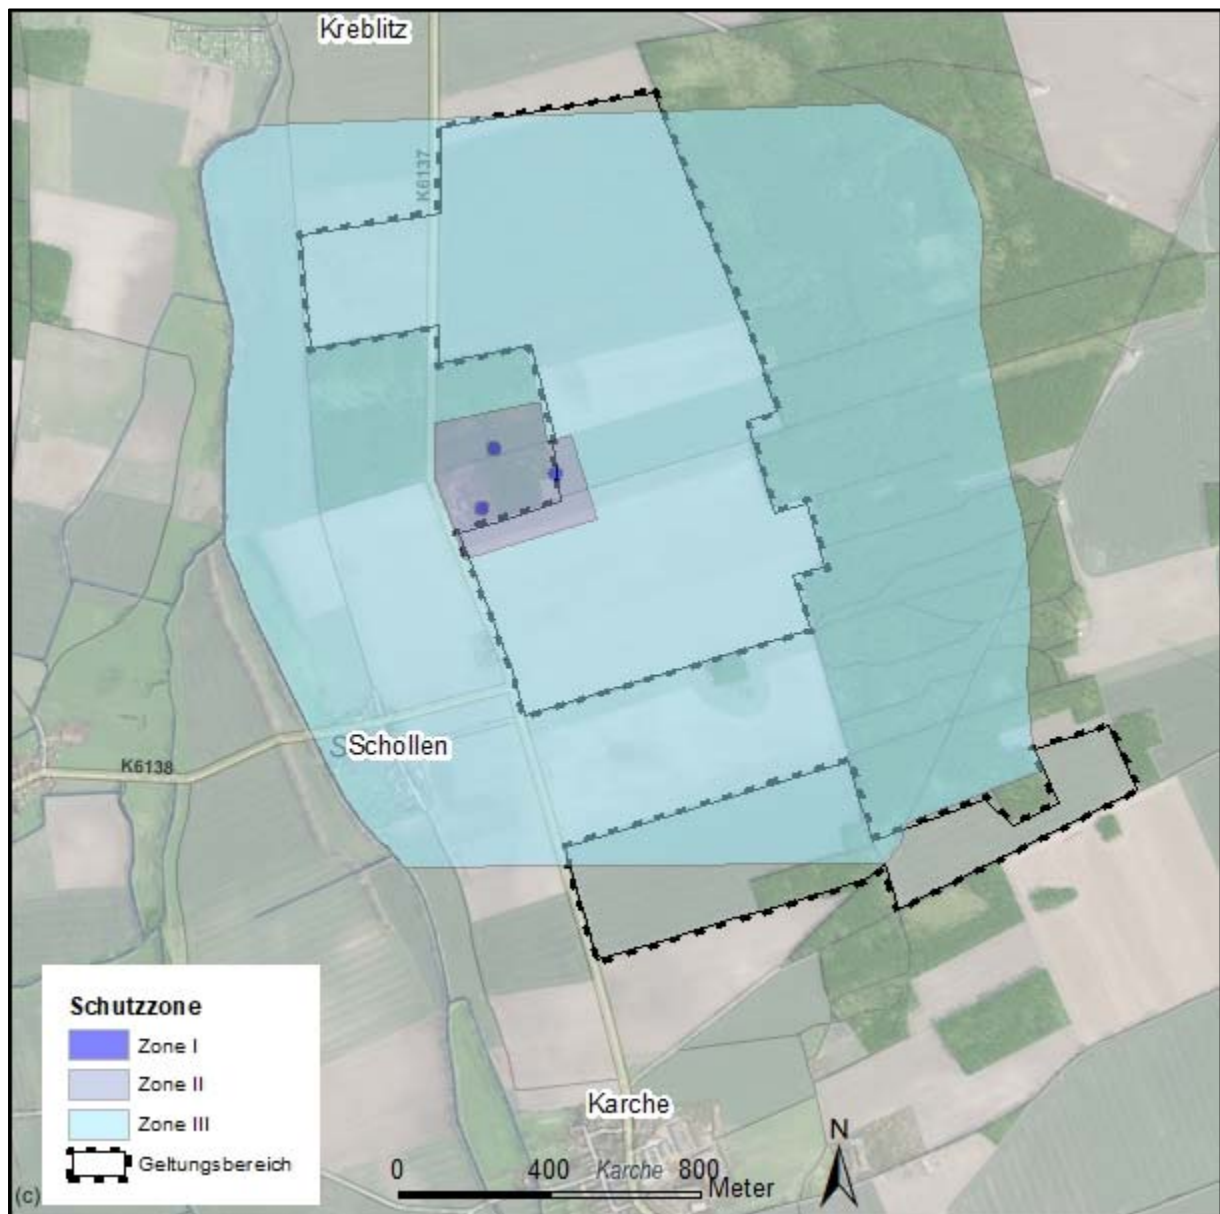 Kreblitz
K6137
Schollen
K6138
Schutzzone
Zone I
Zone II
Zone III
Geltungsbereich
Karche
N
0 400 Karche 800 Meter
(c)